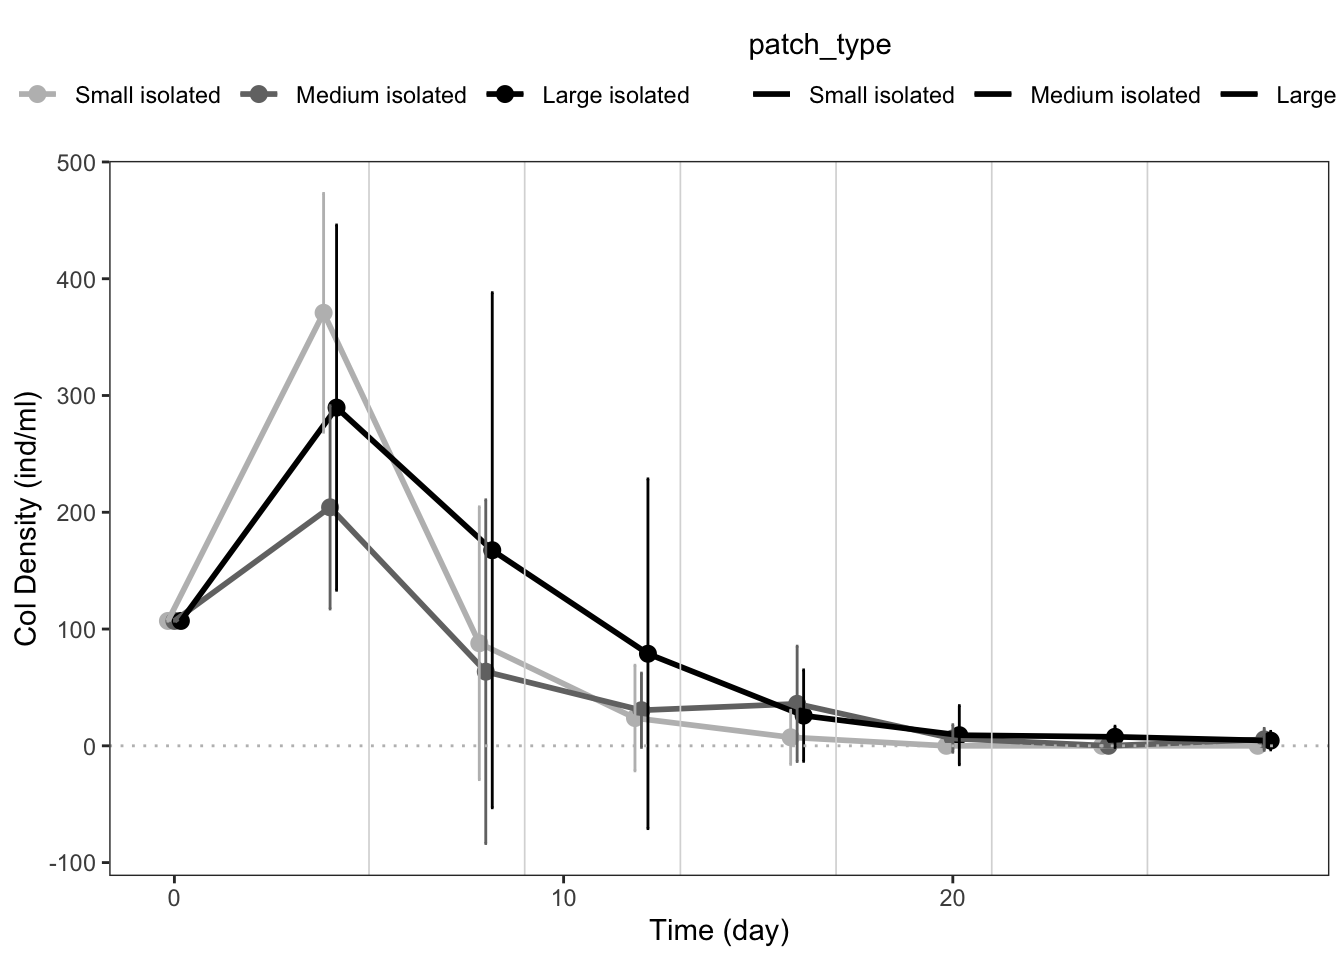 patch_type
Small isolated Medium isolated Large isolated Small isolated Medium isolated Large
500
400
300
200
100
0
-100
Col Density (ind/ml)
0 10 20
Time (day)